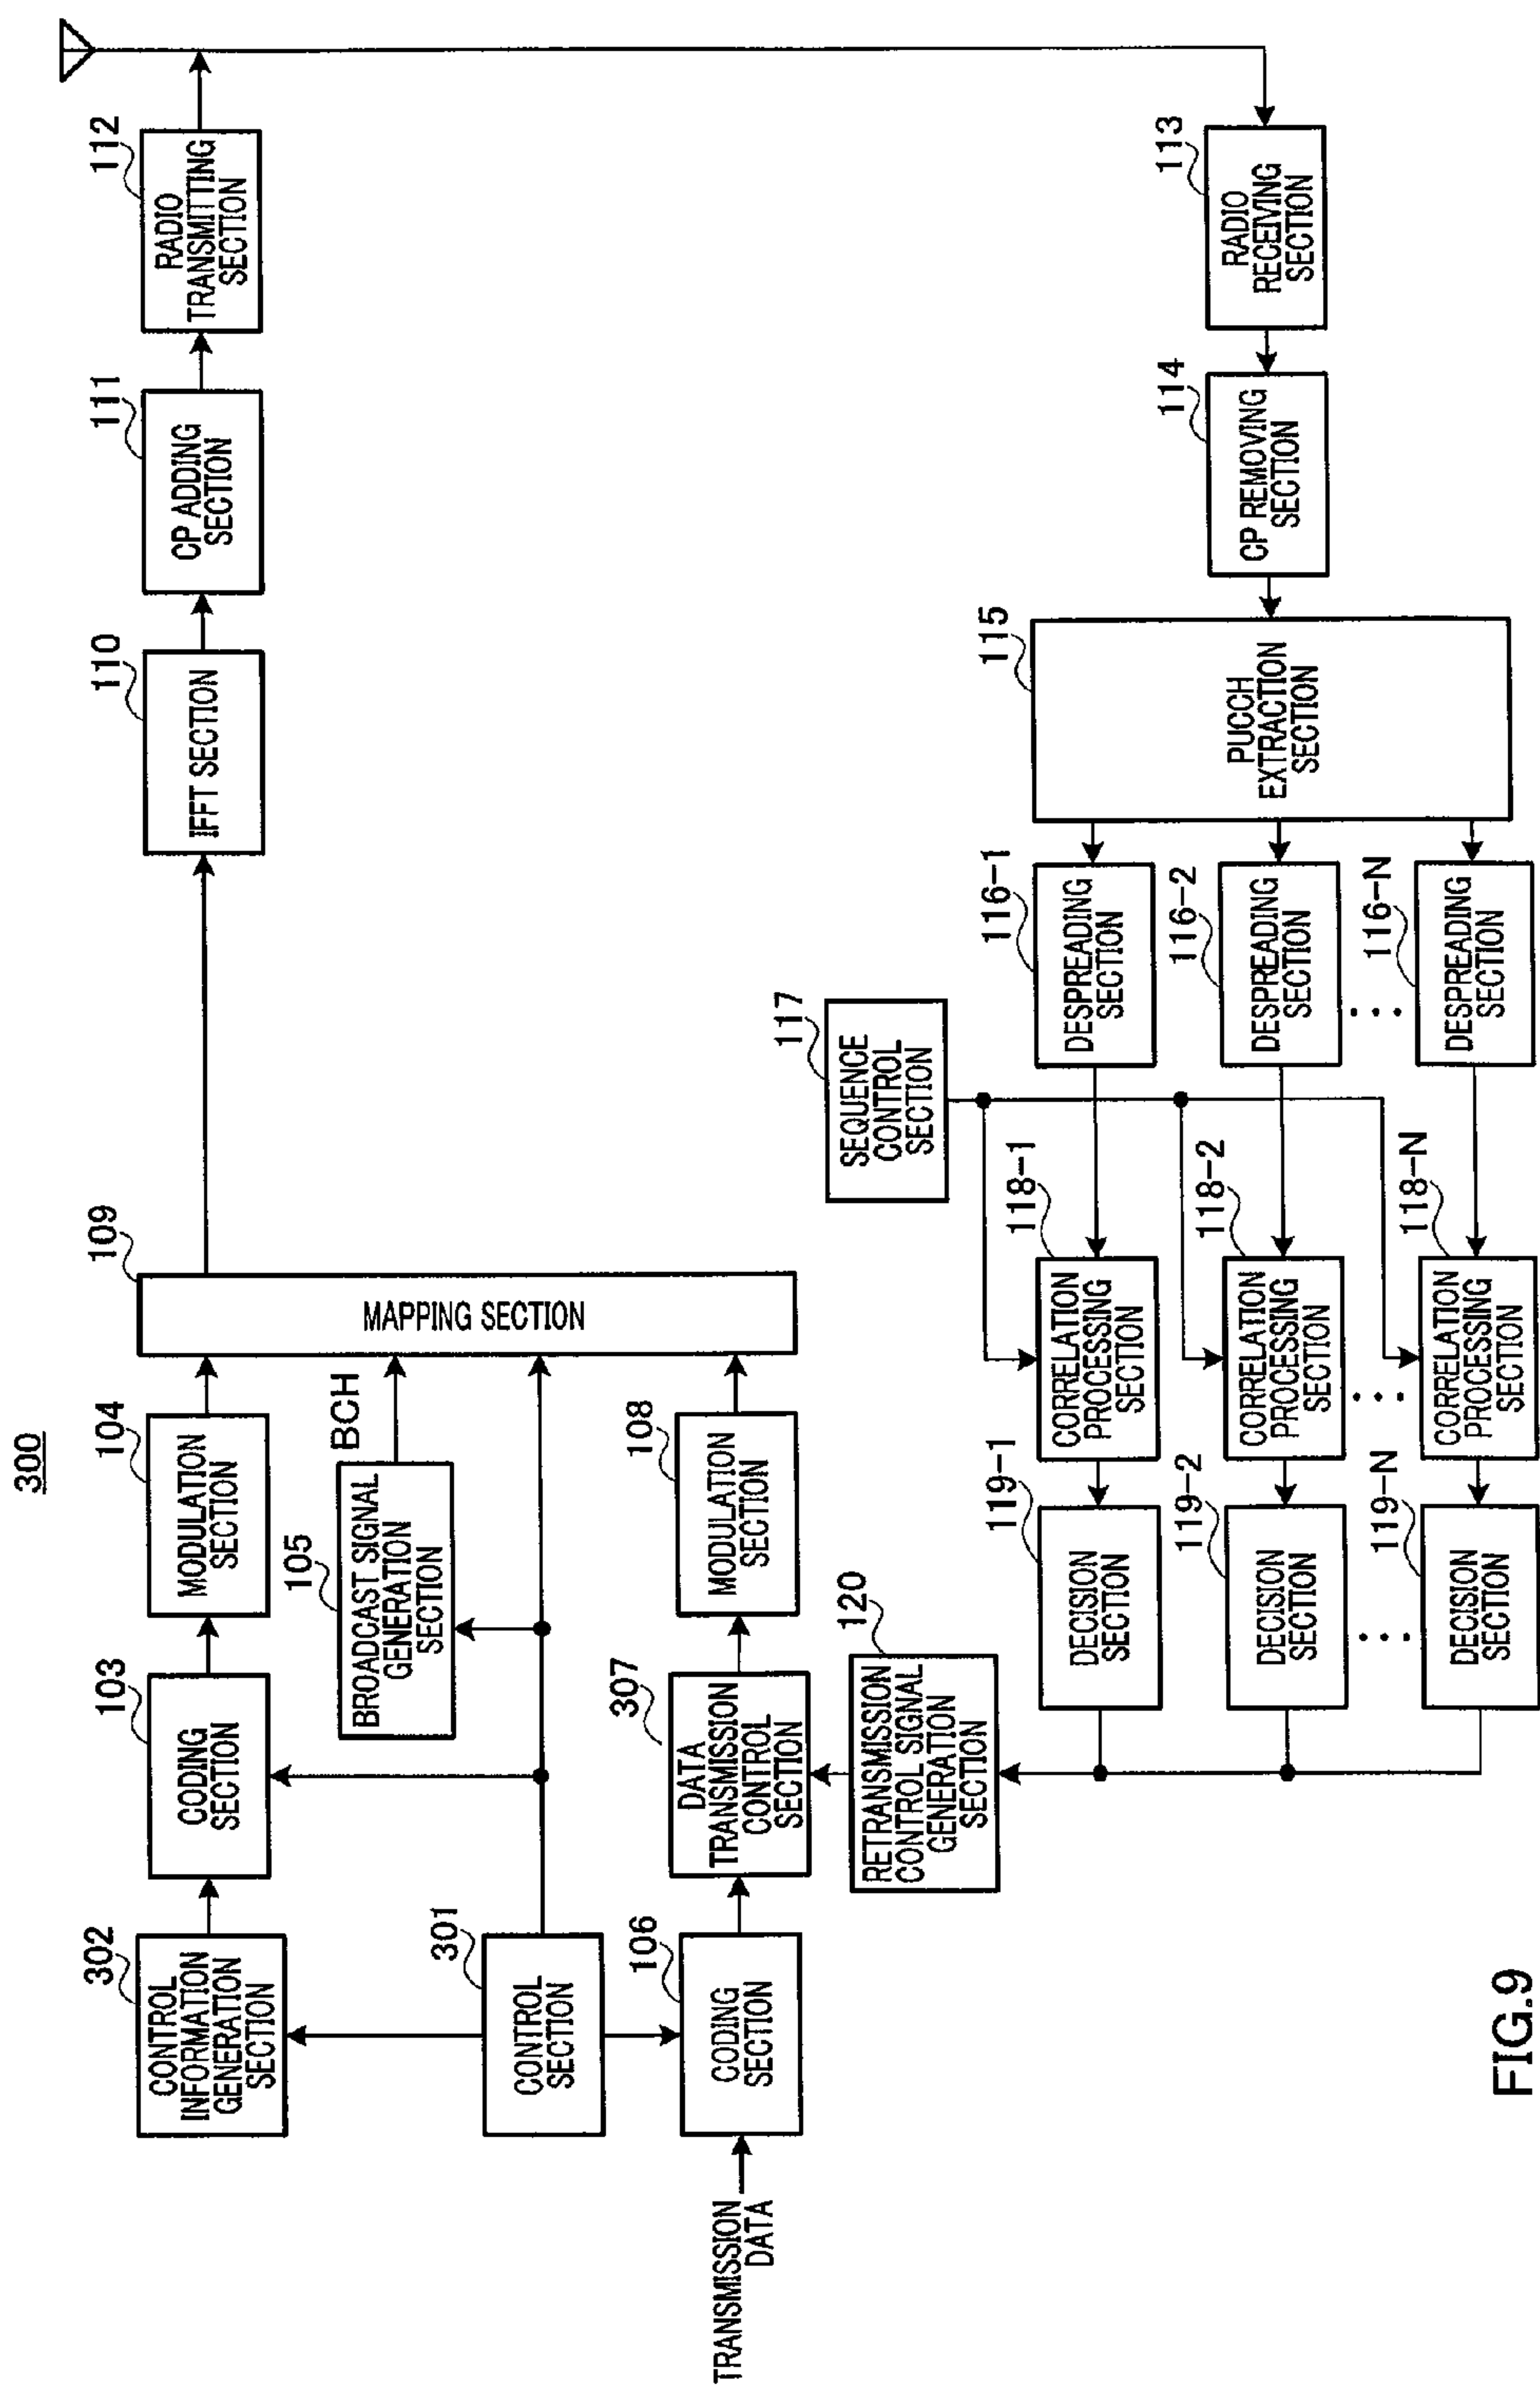 300
302
CONTROL
INFORMATION
GENERATION
SECTION
103
CODING
SECTION
104
MODULATION
SECTION
109
MAPPING SECTION
110
IFFT SECTION
111
CP ADDING
SECTION
112
RADIO
TRANSMITTING
SECTION
105
BROADCAST SIGNAL
GENERATION
SECTION
BCH
301
CONTROL
SECTION
TRANSMISSION
DATA
106
CODING
SECTION
307
DATA
TRANSMISSION
CONTROL
SECTION
108
MODULATION
SECTION
120
RETRANSMISSION
CONTROL SIGNAL
GENERATION
SECTION
117
SEQUENCE
CONTROL
SECTION
119-1
DECISION
SECTION
118-1
CORRELATION
PROCESSING
SECTION
116-1
DESPREADING
SECTION
115
PUCCH
EXTRACTION
SECTION
114
CP REMOVING
SECTION
113
RADIO
RECEIVING
SECTION
119-2
DECISION
SECTION
118-2
CORRELATION
PROCESSING
SECTION
116-2
DESPREADING
SECTION
119-N
DECISION
SECTION
118-N
CORRELATION
PROCESSING
SECTION
116-N
DESPREADING
SECTION
FIG.9